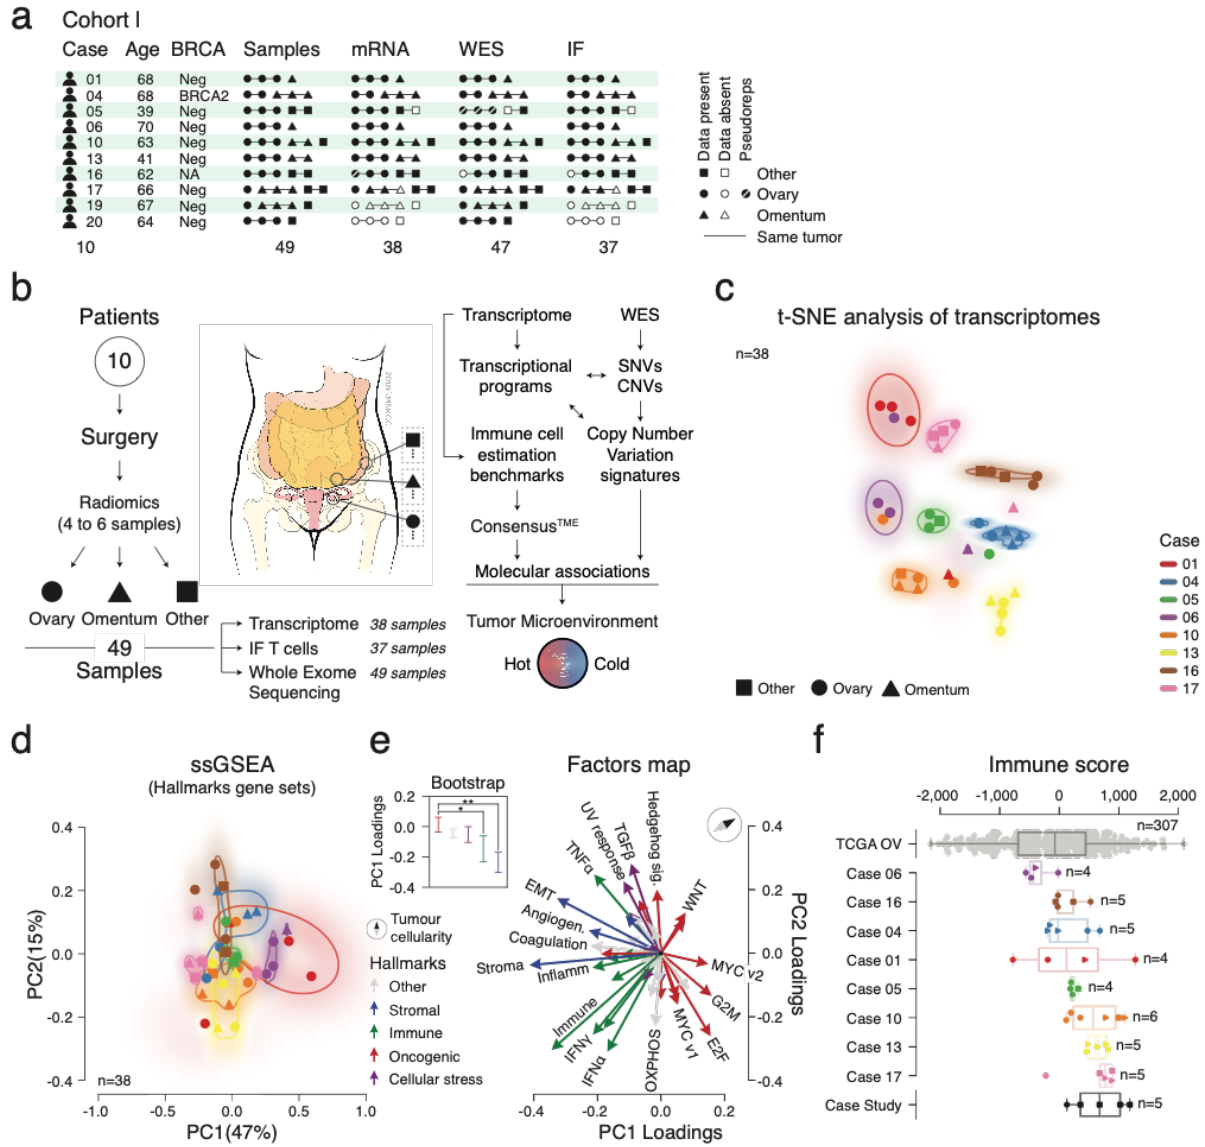 a
Cohort I
Case Age BRCA Samples mRNA WES IF
01 68 Neg
04 68 BRCA2
05 39 Neg
06 70 Neg
10 63 Neg
13 41 Neg
16 62 NA
17 66 Neg
19 67 Neg
20 64 Neg
10 49 38 47 37
Data present
Data absent
Pseudoreps
Other
Ovary
Omentum
Same tumor
b
Patients
10
Surgery
Radiomics
(4 to 6 samples)
Ovary Omentum Other
49
Samples
Transcriptome 38 samples
IF T cells 37 samples
Whole Exome 49 samples
Sequencing
Transcriptome WES
Transcriptional SNVs
programs CNVs
Immune cell Copy Number
estimation Variation
benchmarks signatures
Consensus™ᴱ
Molecular associations
Tumor Microenvironment
Hot Cold
c
t-SNE analysis of transcriptomes
n=38
Case
01
04
05
06
10
13
16
17
Other Ovary Omentum
d
ssGSEA
(Hallmarks gene sets)
PC2(15%)
0.4
0.2
0.0
-0.2
-0.4
n=38
-1.0 -0.5 0.0 0.5 1.0
PC1(47%)
e
Factors map
Bootstrap
PC1 Loadings
0.2
0.0
-0.2
-0.4
**
*
Tumour
cellularity
Hallmarks
Other
Stromal
Immune
Oncogenic
Cellular stress
Hedgehog sig.
TGFβ
UV response
TNFα
EMT
Angiogen.
Coagulation
Stroma
Inflamm
Immune
IFNγ
IFNα
OXPHOS
MYC v1
E2F
G2M
MYC v2
WNT
0.4
0.2
0.0
-0.2
-0.4
PC2 Loadings
-0.4 -0.2 0.0 0.2
PC1 Loadings
f
Immune score
-2,000 -1,000 0 1,000 2,000
n=307
TCGA OV
Case 06 n=4
Case 16 n=5
Case 04 n=5
Case 01 n=4
Case 05 n=4
Case 10 n=6
Case 13 n=5
Case 17 n=5
Case Study n=5